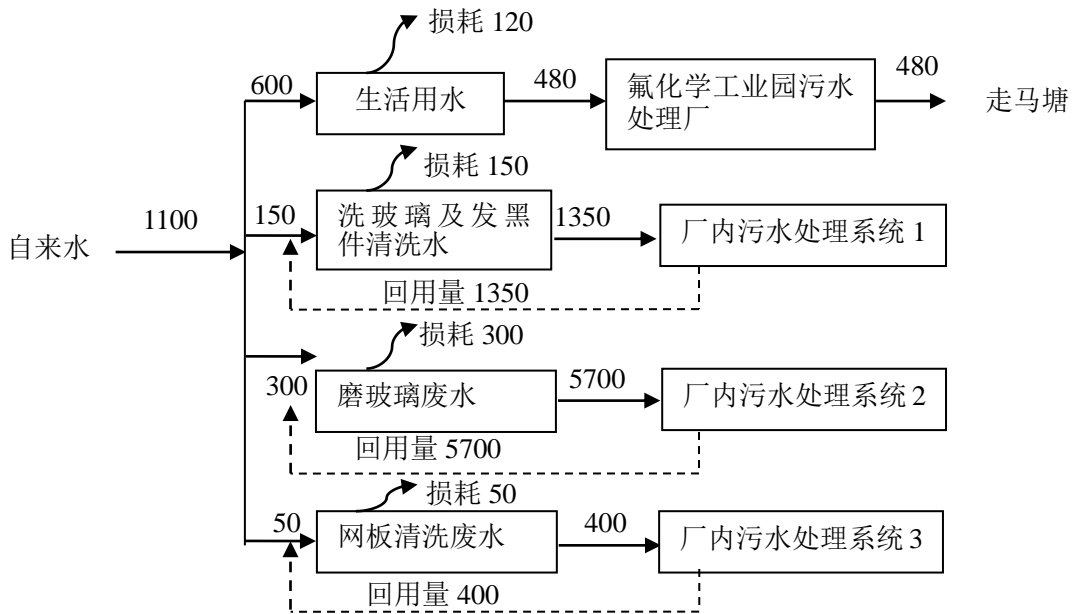 损耗 120
600
生活用水
480
氟化学工业园污水
处理厂
480
走马塘
损耗 150
自来水
1100
150
洗玻璃及发黑
件清洗水
1350
厂内污水处理系统 1
回用量 1350
损耗 300
300
磨玻璃废水
5700
厂内污水处理系统 2
回用量 5700
损耗 50
50
网板清洗废水
400
厂内污水处理系统 3
回用量 400